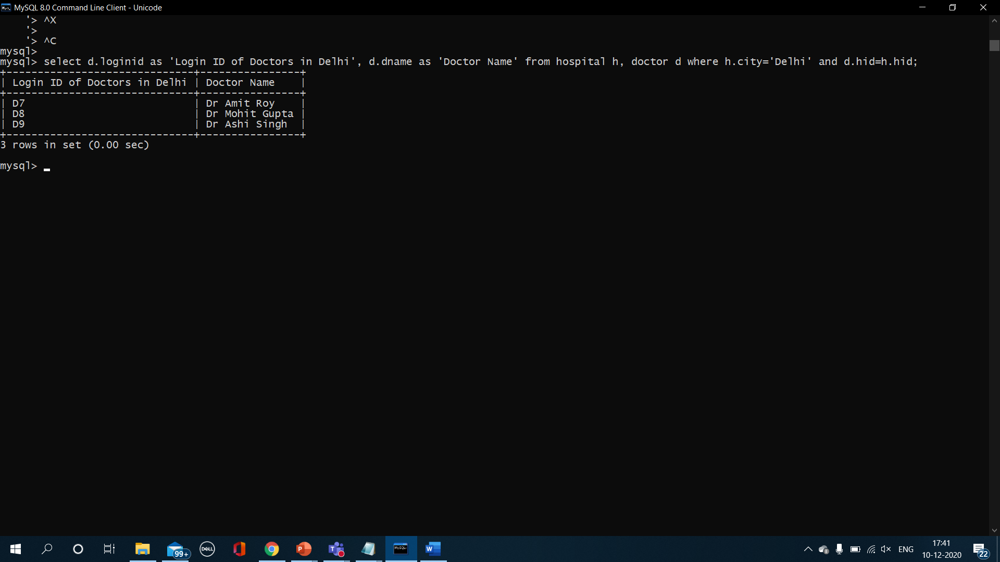 MySQL 8.0 Command Line Client - Unicode
'> ^X
'>
'> ^C
mysql>
mysql> select d.loginid as 'Login ID of Doctors in Delhi', d.dname as 'Doctor Name' from hospital h, doctor d where h.city='Delhi' and d.hid=h.hid;
+------------------------------+----------------+
| Login ID of Doctors in Delhi | Doctor Name    |
+------------------------------+----------------+
| D7                           | Dr Amit Roy    |
| D8                           | Dr Mohit Gupta |
| D9                           | Dr Ashi Singh  |
+------------------------------+----------------+
3 rows in set (0.00 sec)
mysql> _
99+ DELL P T MySQL W ENG 17:41
10-12-2020 22